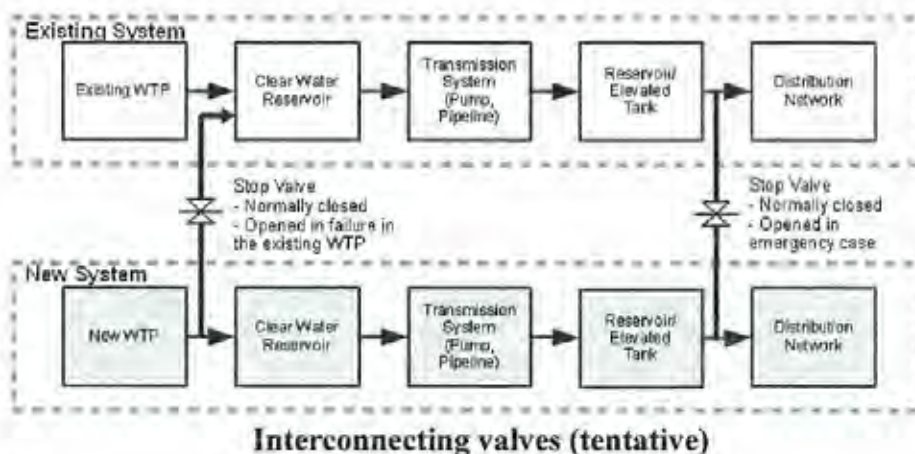 Existing System
Existing WTP
Clear Water
Reservoir
Transmission
System
(Pump,
Pipeline)
Reservoir/
Elevated
Tank
Distribution
Network
Stop Valve
- Normally closed
- Opened in failure in
the existing WTP
Stop Valve
- Normally closed
- Opened in
emergency case
New System
New WTP
Clear Water
Reservoir
Transmission
System
(Pump,
Pipeline)
Reservoir/
Elevated
Tank
Distribution
Network
Interconnecting valves (tentative)